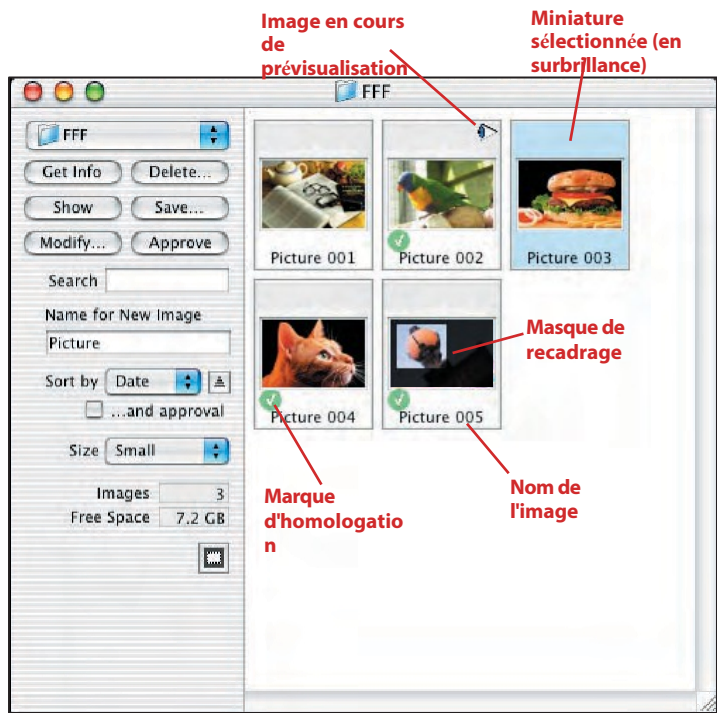 Image en cours
de
prévisualisation
Miniature
sélectionnée (en
surbrillance)
FFF
FFF
Get Info
Delete...
Show
Save...
Modify...
Approve
Search
Name for New Image
Picture
Sort by
Date
...and approval
Size
Small
Images
3
Free Space
7.2 GB
Picture 001
Picture 002
Picture 003
Masque de
recadrage
Picture 004
Picture 005
Marque
d'homologatio
n
Nom de
l'image